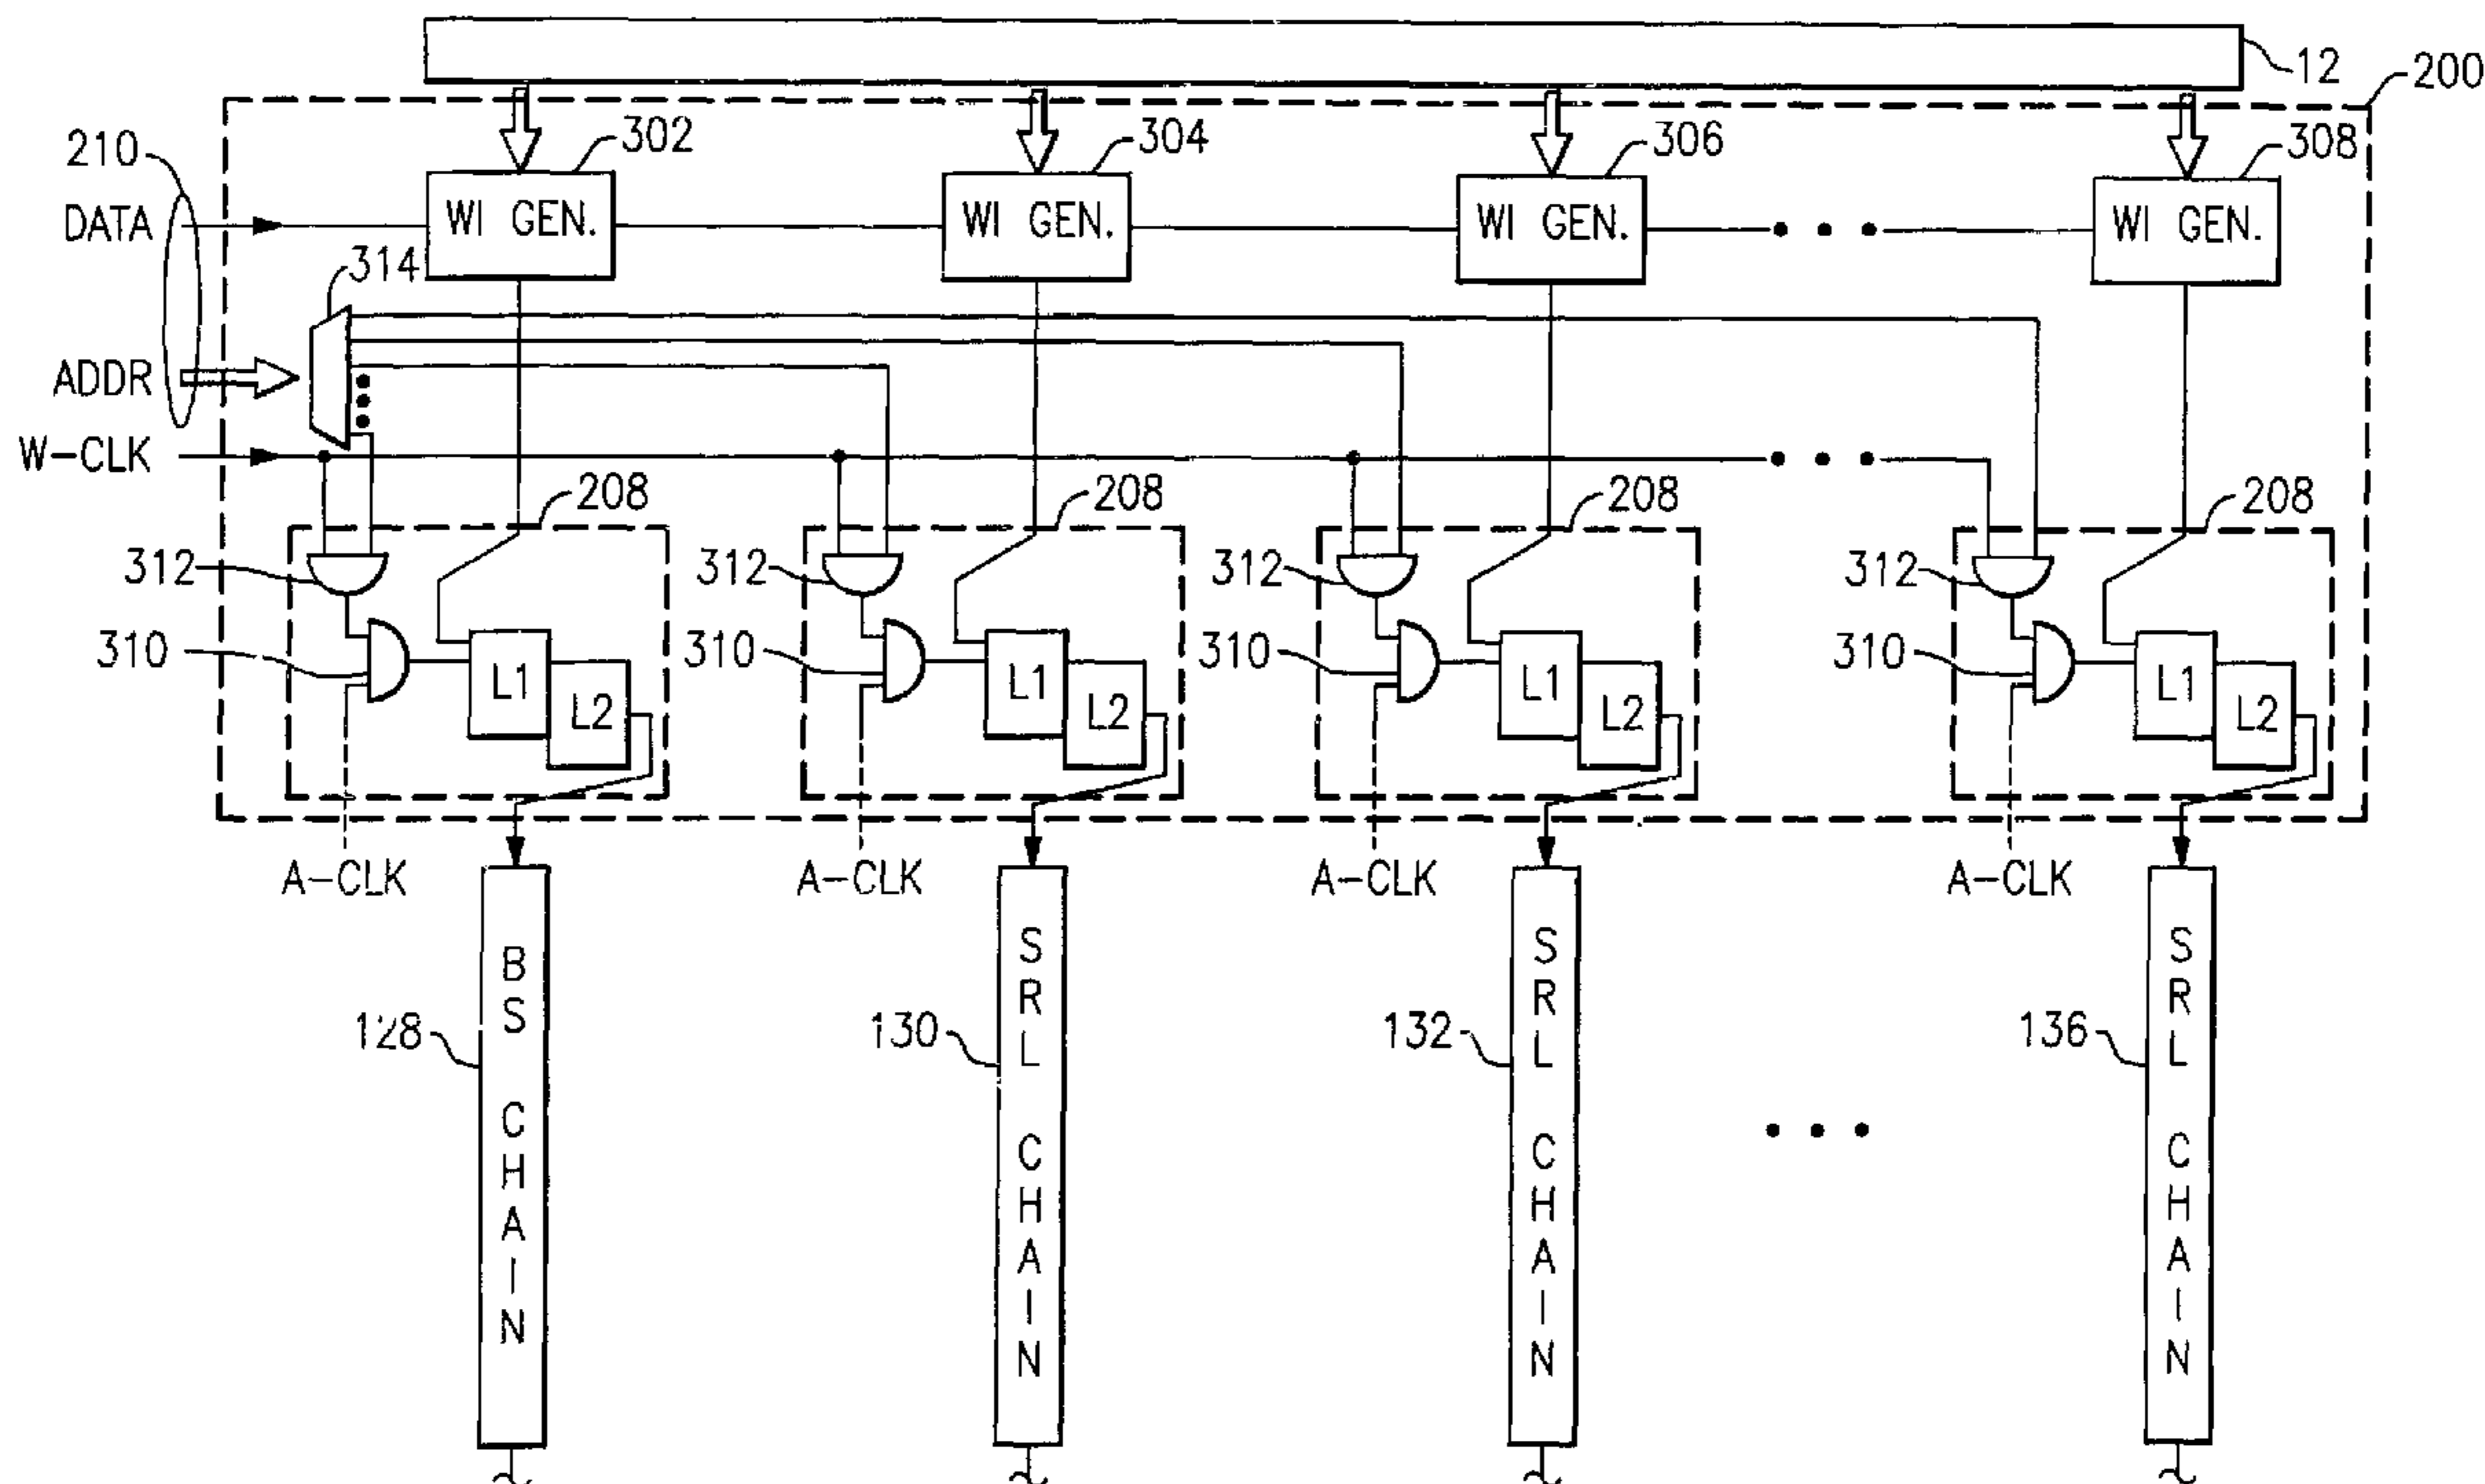 12
200
210
302
304
306
308
DATA
WI GEN.
WI GEN.
WI GEN.
WI GEN.
314
ADDR
W-CLK
208
208
208
208
312
312
312
312
310
310
310
310
L1
L2
L1
L2
L1
L2
L1
L2
A-CLK
A-CLK
A-CLK
A-CLK
128
BS CHAIN
130
SRL CHAIN
132
SRL CHAIN
136
SRL CHAIN